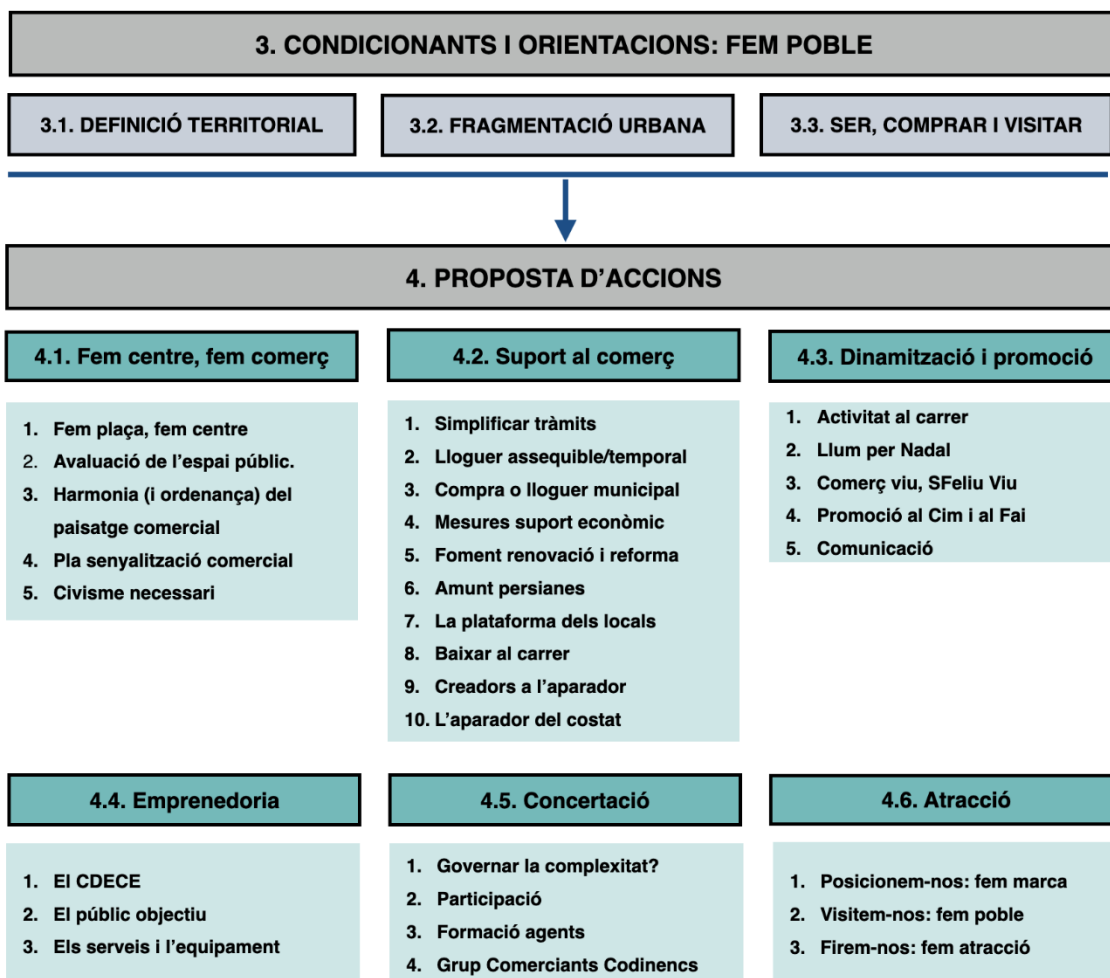 3. CONDICIONANTS I ORIENTACIONS: FEM POBLE
3.1. DEFINICIÓ TERRITORIAL
3.2. FRAGMENTACIÓ URBANA
3.3. SER, COMPRAR I VISITAR
4. PROPOSTA D'ACCIONS
4.1. Fem centre, fem comerç
1. Fem plaça, fem centre
2. Avaluació de l'espai públic.
3. Harmonia (i ordenança) del
paisatge comercial
4. Pla senyalització comercial
5. Civisme necessari
4.2. Suport al comerç
1. Simplificar tràmits
2. Lloguer assequible/temporal
3. Compra o lloguer municipal
4. Mesures suport econòmic
5. Foment renovació i reforma
6. Amunt persianes
7. La plataforma dels locals
8. Baixar al carrer
9. Creadors a l'aparador
10. L'aparador del costat
4.3. Dinamització i promoció
1. Activitat al carrer
2. Llum per Nadal
3. Comerç viu, SFeliu Viu
4. Promoció al Cim i al Fai
5. Comunicació
4.4. Emprenedoria
1. El CDECE
2. El públic objectiu
3. Els serveis i l'equipament
4.5. Concertació
1. Governar la complexitat?
2. Participació
3. Formació agents
4. Grup Comerciants Codinencs
4.6. Atracció
1. Posicionem-nos: fem marca
2. Visitem-nos: fem poble
3. Firem-nos: fem atracció